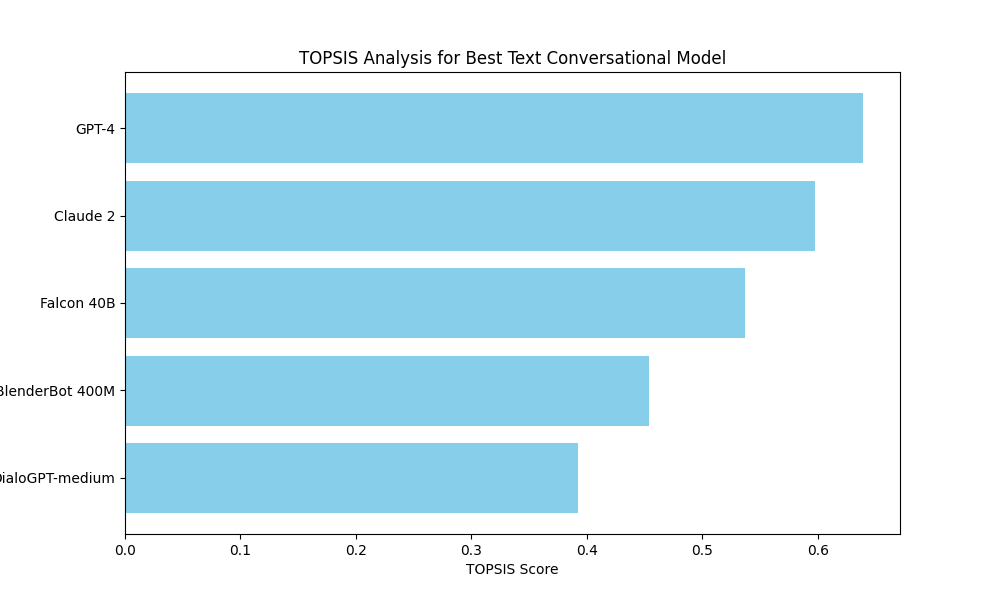 TOPSIS Analysis for Best Text Conversational Model
GPT-4
Claude 2
Falcon 40B
BlenderBot 400M
DialoGPT-medium
0.0 0.1 0.2 0.3 0.4 0.5 0.6
TOPSIS Score